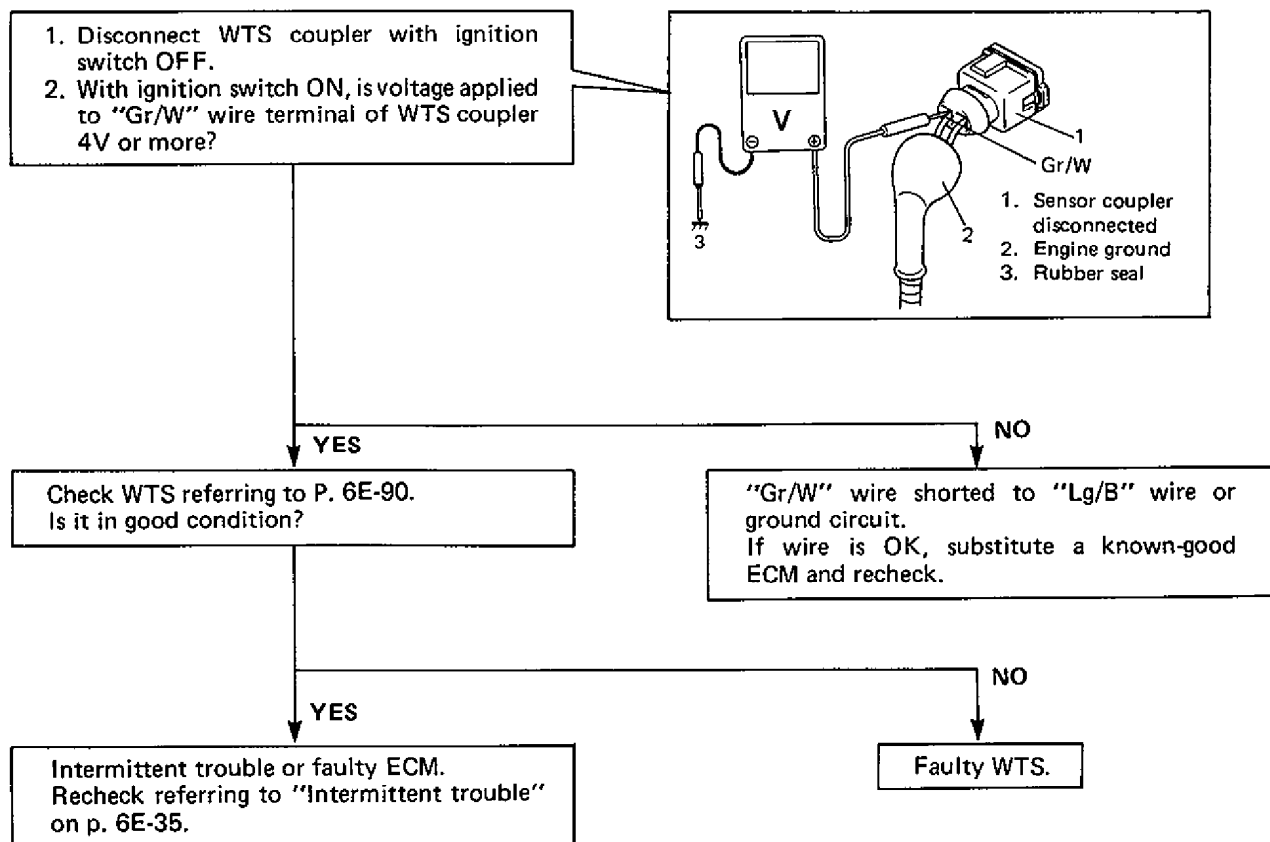 1. Disconnect WTS coupler with ignition
switch OFF.
2. With ignition switch ON, is voltage applied
to "Gr/W" wire terminal of WTS coupler
4V or more?
V
⊖
⊕
1
Gr/W
2
3
1. Sensor coupler
disconnected
2. Engine ground
3. Rubber seal
YES
NO
Check WTS referring to P. 6E-90.
Is it in good condition?
"Gr/W" wire shorted to "Lg/B" wire or
ground circuit.
If wire is OK, substitute a known-good
ECM and recheck.
YES
NO
Intermittent trouble or faulty ECM.
Recheck referring to "Intermittent trouble"
on p. 6E-35.
Faulty WTS.